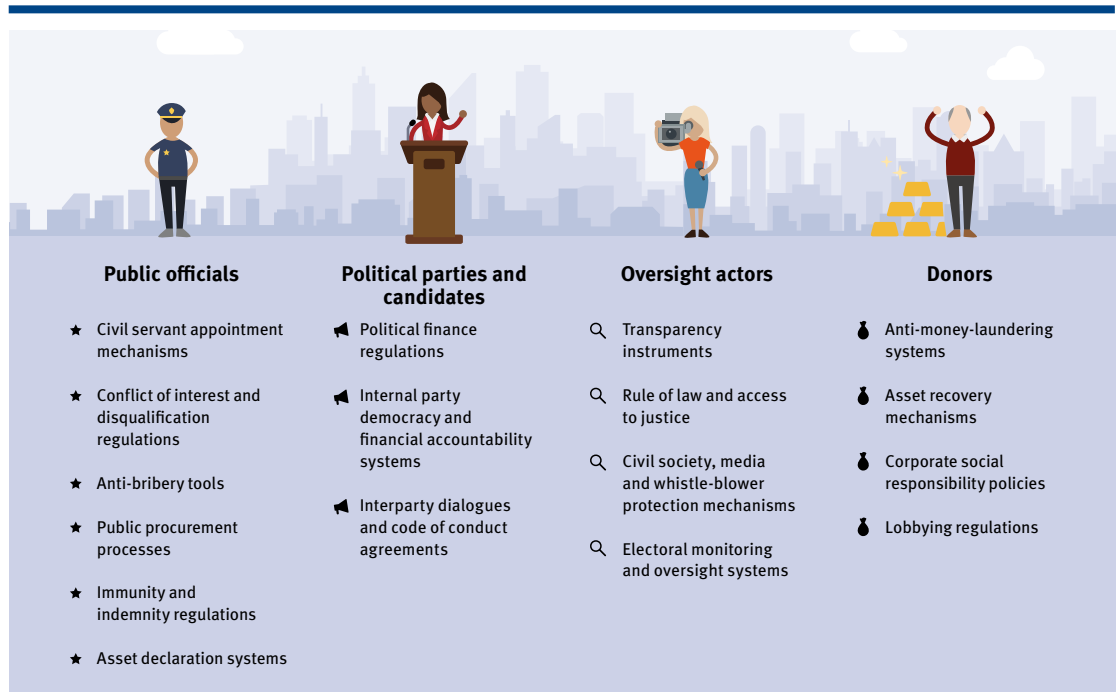 Public officials
Civil servant appointment
mechanisms
Conflict of interest and
disqualification
regulations
Anti-bribery tools
Public procurement
processes
Immunity and
indemnity regulations
Asset declaration systems
Political parties and
candidates
Political finance
regulations
Internal party
democracy and
financial accountability
systems
Interparty dialogues
and code of conduct
agreements
Oversight actors
Transparency
instruments
Rule of law and access
to justice
Civil society, media
and whistle-blower
protection mechanisms
Electoral monitoring
and oversight systems
Donors
Anti-money-laundering
systems
Asset recovery
mechanisms
Corporate social
responsibility policies
Lobbying regulations